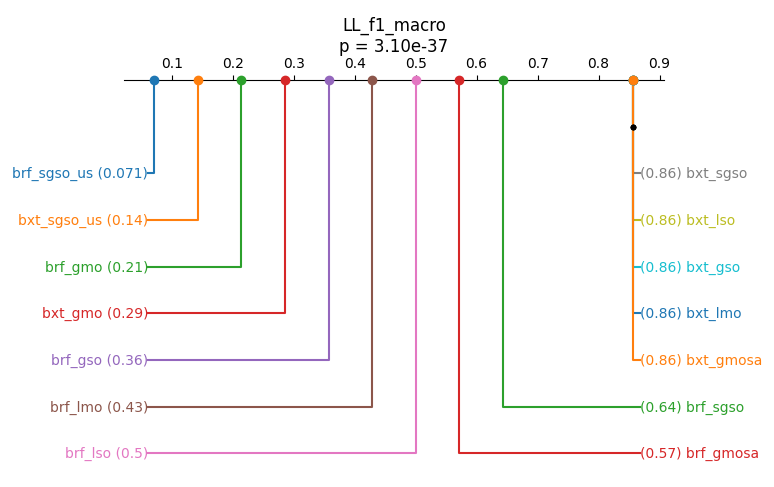 LL_f1_macro
p = 3.10e-37
0.1 0.2 0.3 0.4 0.5 0.6 0.7 0.8 0.9
brf_sgso_us (0.071) (0.86) bxt_sgso
bxt_sgso_us (0.14) (0.86) bxt_lso
brf_gmo (0.21) (0.86) bxt_gso
bxt_gmo (0.29) (0.86) bxt_lmo
brf_gso (0.36) (0.86) bxt_gmosa
brf_lmo (0.43) (0.64) brf_sgso
brf_lso (0.5) (0.57) brf_gmosa